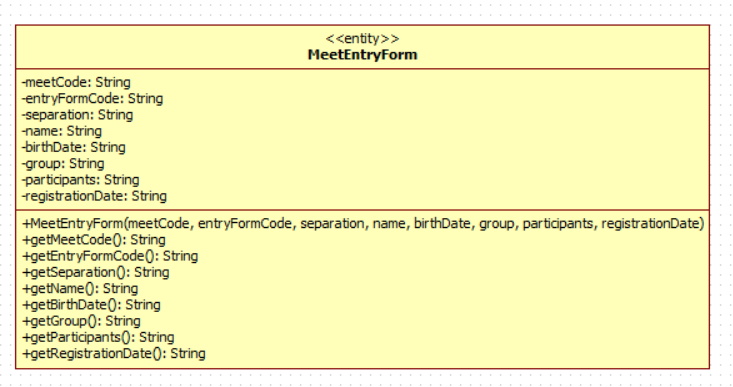 <<entity>>
MeetEntryForm
-meetCode: String
-entryFormCode: String
-separation: String
-name: String
-birthDate: String
-group: String
-participants: String
-registrationDate: String
+MeetEntryForm(meetCode, entryFormCode, separation, name, birthDate, group, participants, registrationDate)
+getMeetCode(): String
+getEntryFormCode(): String
+getSeparation(): String
+getName(): String
+getBirthDate(): String
+getGroup(): String
+getParticipants(): String
+getRegistrationDate(): String